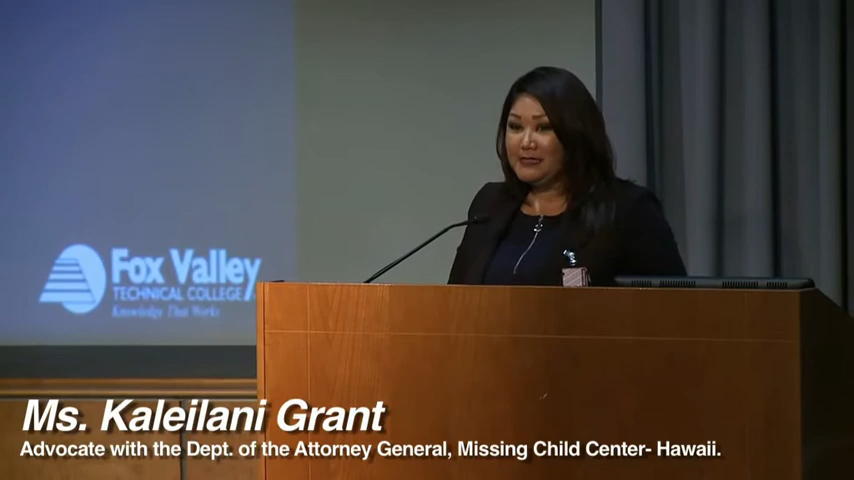 Fox Valley
TECHNICAL COLLEGE
Knowledge That Works
Ms. Kaleilani Grant
Advocate with the Dept. of the Attorney General, Missing Child Center- Hawaii.